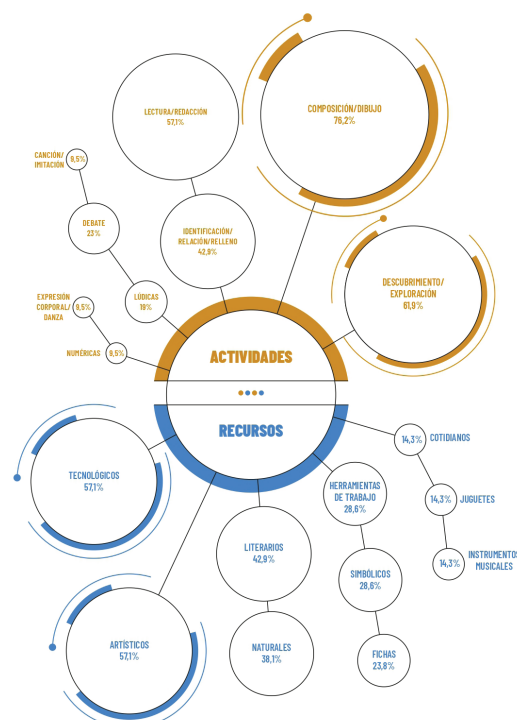 COMPOSICIÓN/DIBUJO
76,2%
LECTURA/REDACCIÓN
57,1%
CANCIÓN/
IMITACIÓN
9,5%
DEBATE
23%
IDENTIFICACIÓN/
RELACIÓN/RELLENO
42,9%
DESCUBRIMIENTO/
EXPLORACIÓN
61,9%
EXPRESIÓN
CORPORAL/
DANZA
9,5%
LÚDICAS
19%
NUMÉRICAS
9,5%
ACTIVIDADES
RECURSOS
TECNOLÓGICOS
57,1%
14,3%
COTIDIANOS
HERRAMIENTAS
DE TRABAJO
28,6%
14,3%
JUGUETES
LITERARIOS
42,9%
SIMBÓLICOS
28,6%
14,3%
INSTRUMENTOS
MUSICALES
ARTÍSTICOS
57,1%
NATURALES
38,1%
FICHAS
23,8%